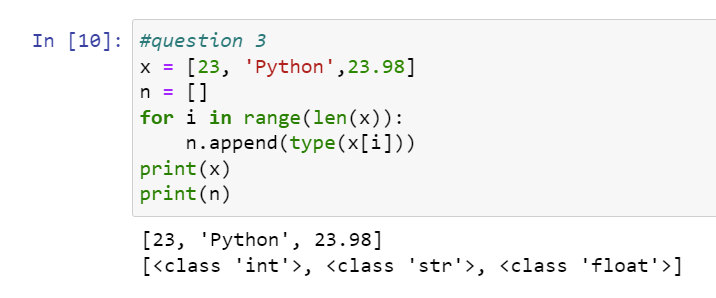 In [10]: #question 3
x = [23, 'Python',23.98]
n = []
for i in range(len(x)):
    n.append(type(x[i]))
print(x)
print(n)
[23, 'Python', 23.98]
[<class 'int'>, <class 'str'>, <class 'float'>]